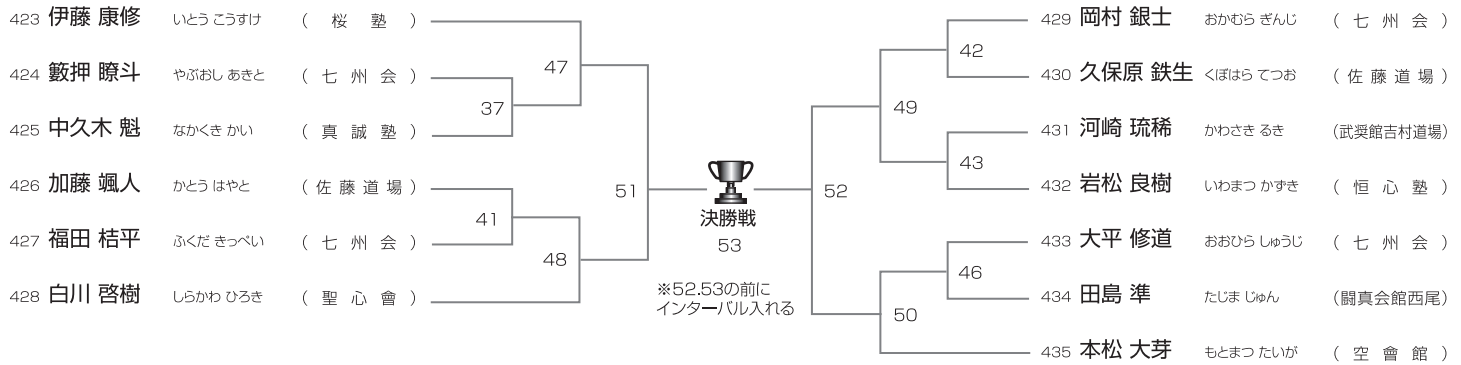 423 伊藤 康修 いとう こうすけ （ 桜 塾 ）
424 籔押 瞭斗 やぶおし あきと （ 七 州 会 ）
425 中久木 魁 なかくき かい （ 真 誠 塾 ）
426 加藤 颯人 かとう はやと （ 佐 藤 道 場 ）
427 福田 桔平 ふくだ きっぺい （ 七 州 会 ）
428 白川 啓樹 しらかわ ひろき （ 聖 心 會 ）
47
37
41
48
51
決勝戦
53
※52.53の前に
インターバル入れる
52
49
42
43
46
50
429 岡村 銀士 おかむら ぎんじ （ 七 州 会 ）
430 久保原 鉄生 くぼはら てつお （ 佐 藤 道 場 ）
431 河崎 琉稀 かわさき るき （武奨館吉村道場）
432 岩松 良樹 いわまつ かずき （ 恒 心 塾 ）
433 大平 修道 おおひら しゅうじ （ 七 州 会 ）
434 田島 準 たじま じゅん （闘真会館西尾）
435 本松 大芽 もとまつ たいが （ 空 會 館 ）